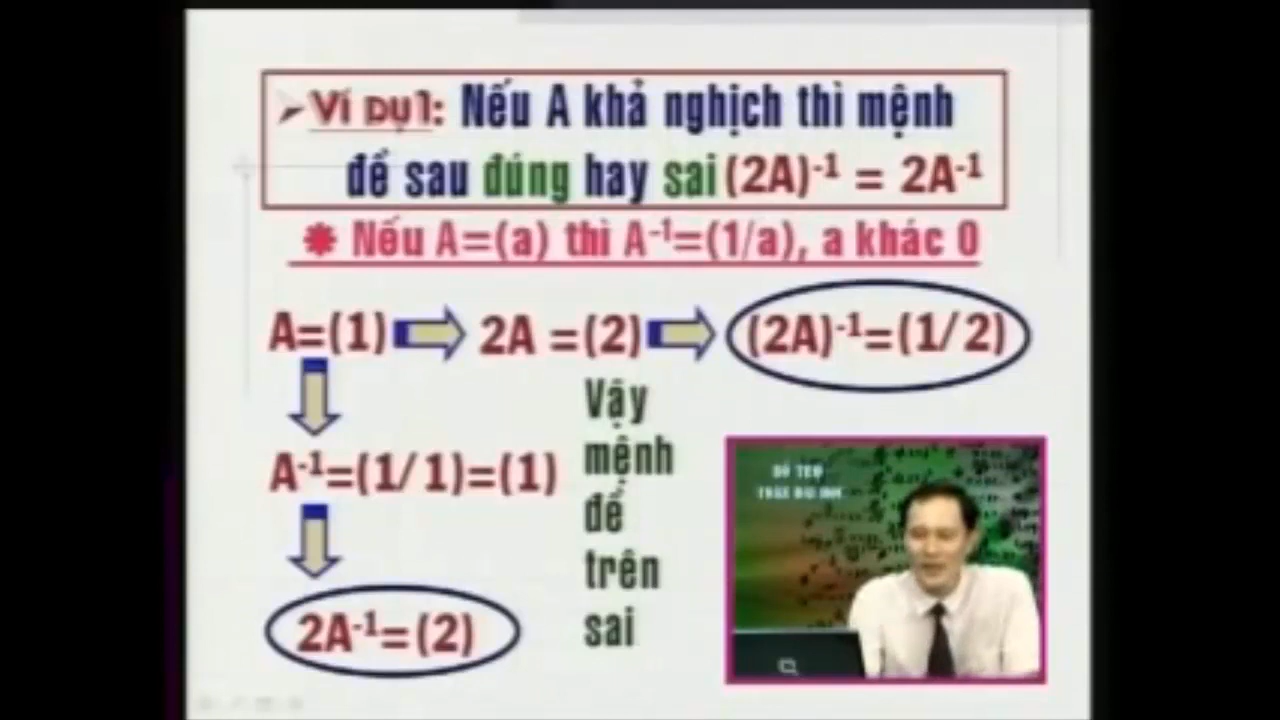 Ví Dụ 1: Nếu A khả nghịch thì mệnh
đề sau đúng hay sai (2A)⁻¹ = 2A⁻¹
Nếu A=(a) thì A⁻¹=(1/a), a khác 0
A=(1) 2A =(2) (2A)⁻¹=(1/2)
A⁻¹=(1/1)=(1)
2A⁻¹=(2)
Vậy
mệnh
đề
trên
sai